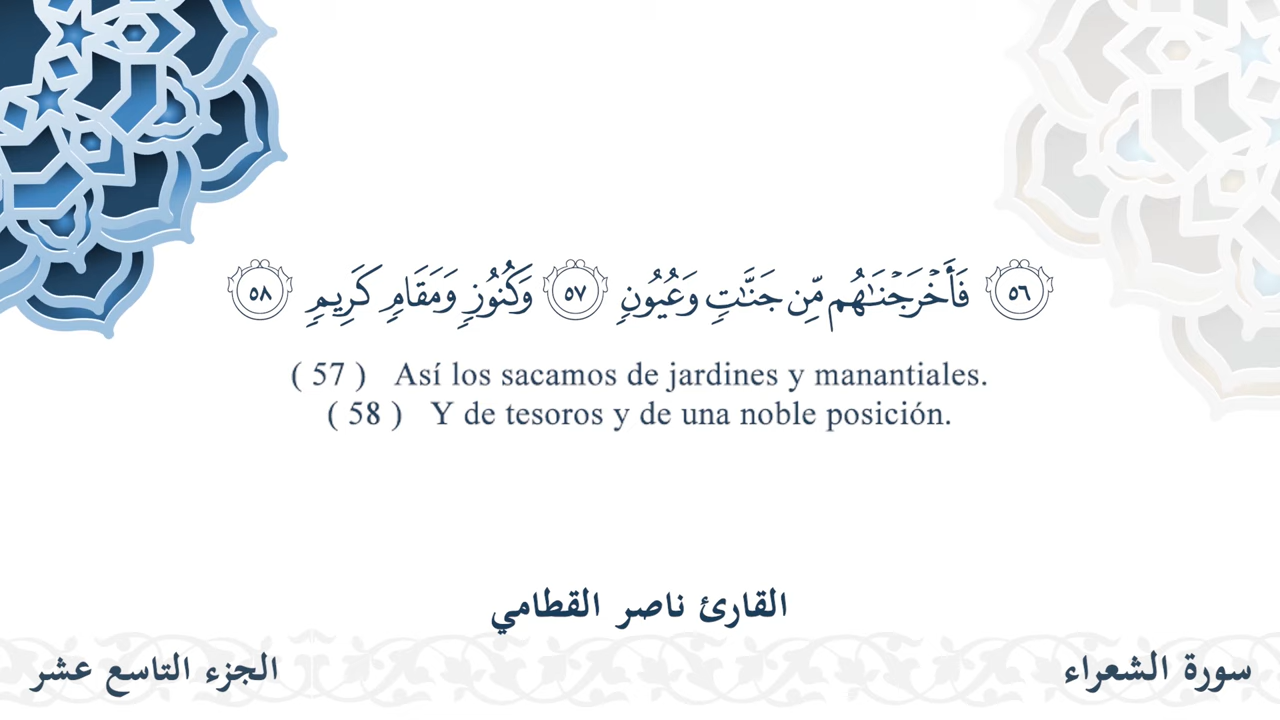 ٥٦ فَأَخْرَجْنَـٰهُم مِّن جَنَّـٰتٍ وَعُيُونٍ ٥٧ وَكُنُوزٍ وَمَقَامٍ كَرِيمٍ ٥٨
( 57 ) Así los sacamos de jardines y manantiales.
( 58 ) Y de tesoros y de una noble posición.
القارئ ناصر القطامي
سورة الشعراء
الجزء التاسع عشر